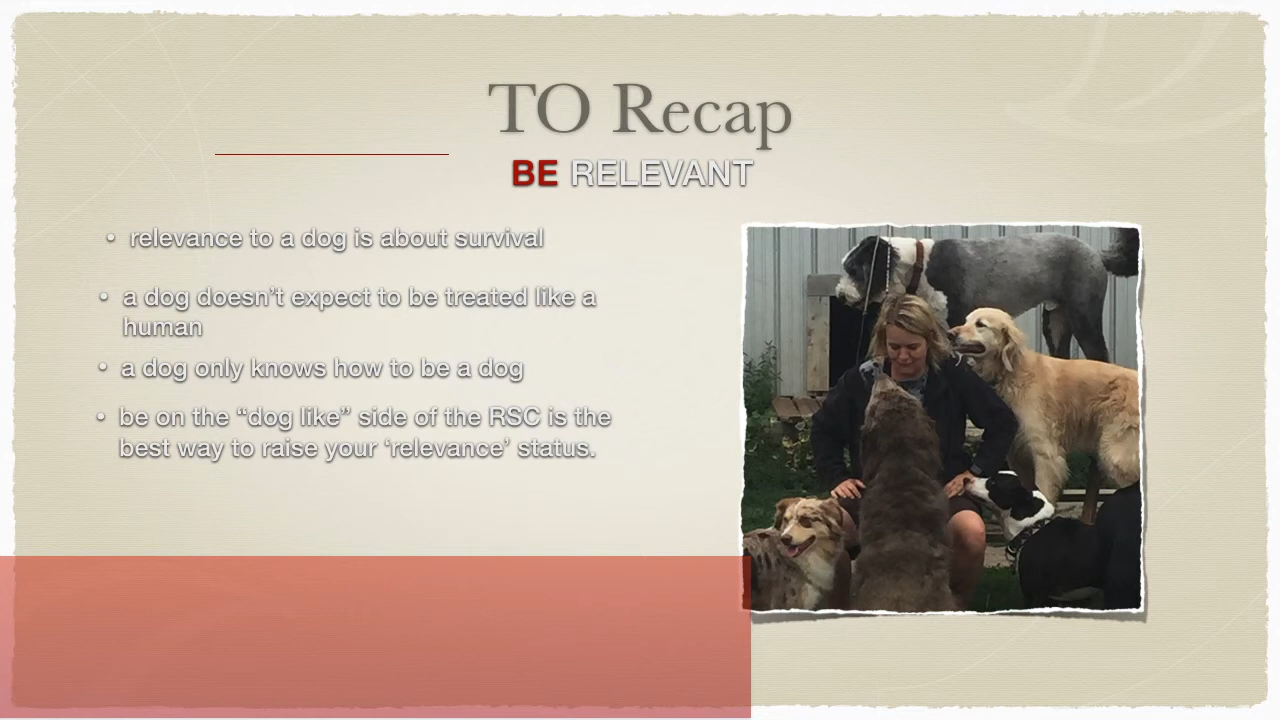 TO Recap
BE RELEVANT
• relevance to a dog is about survival
• a dog doesn’t expect to be treated like a
human
• a dog only knows how to be a dog
• be on the “dog like” side of the RSC is the
best way to raise your ‘relevance’ status.